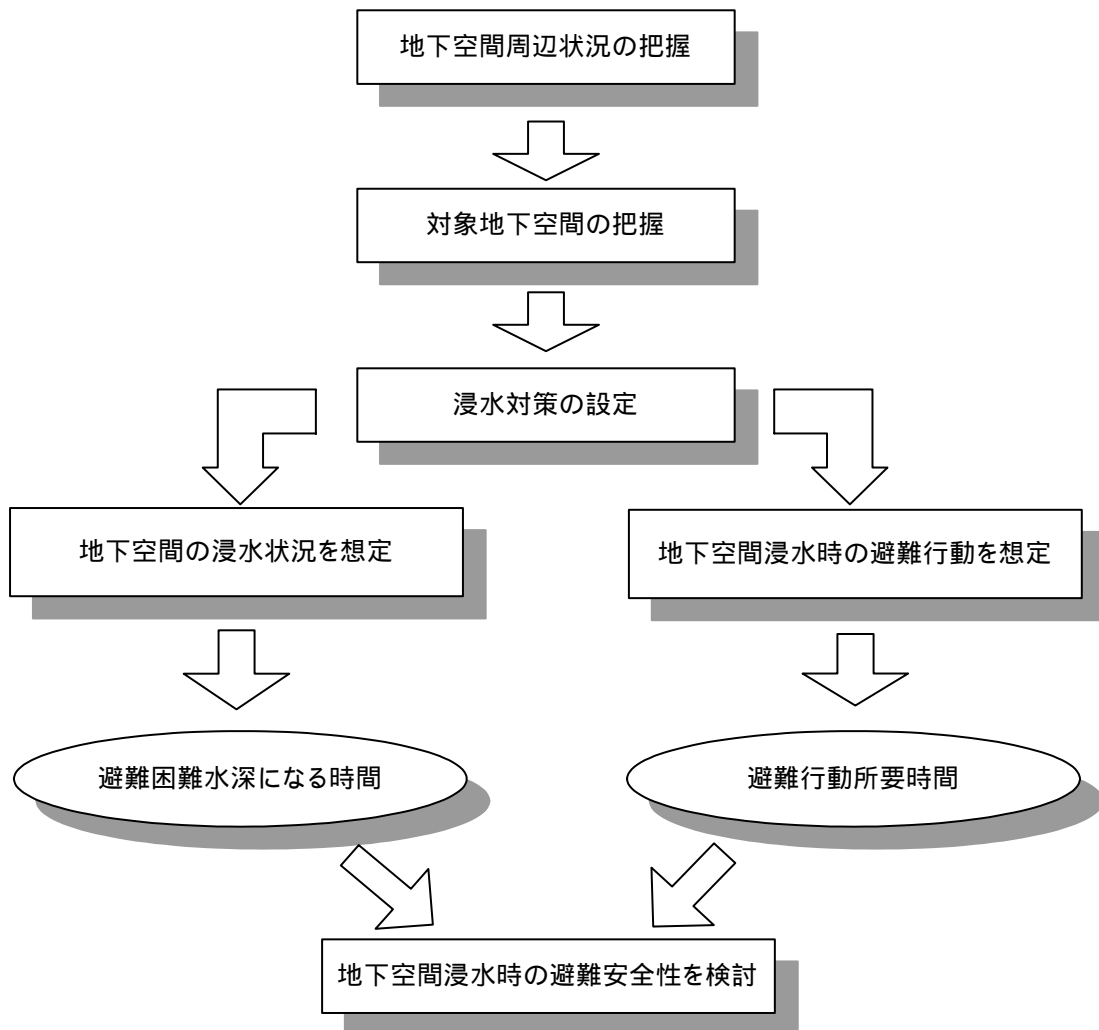 地下空間周辺状況の把握
対象地下空間の把握
浸水対策の設定
地下空間の浸水状況を想定
地下空間浸水時の避難行動を想定
避難困難水深になる時間
避難行動所要時間
地下空間浸水時の避難安全性を検討